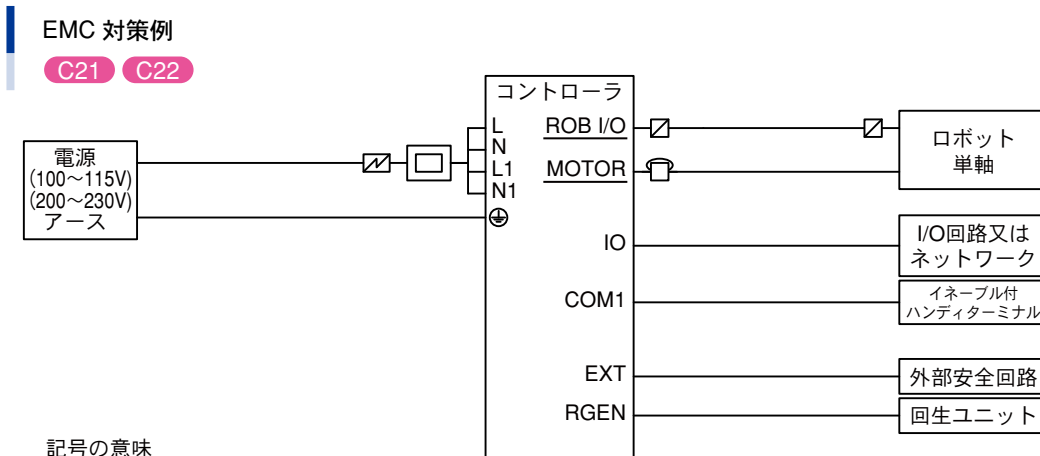 EMC 対策例
C21 C22
コントローラ
電源
(100～115V)
(200～230V)
アース
L
N
L1
N1
ROB I/O
MOTOR
IO
COM1
EXT
RGEN
ロボット
単軸
I/O回路又は
ネットワーク
イネーブル付
ハンディターミナル
外部安全回路
回生ユニット
記号の意味